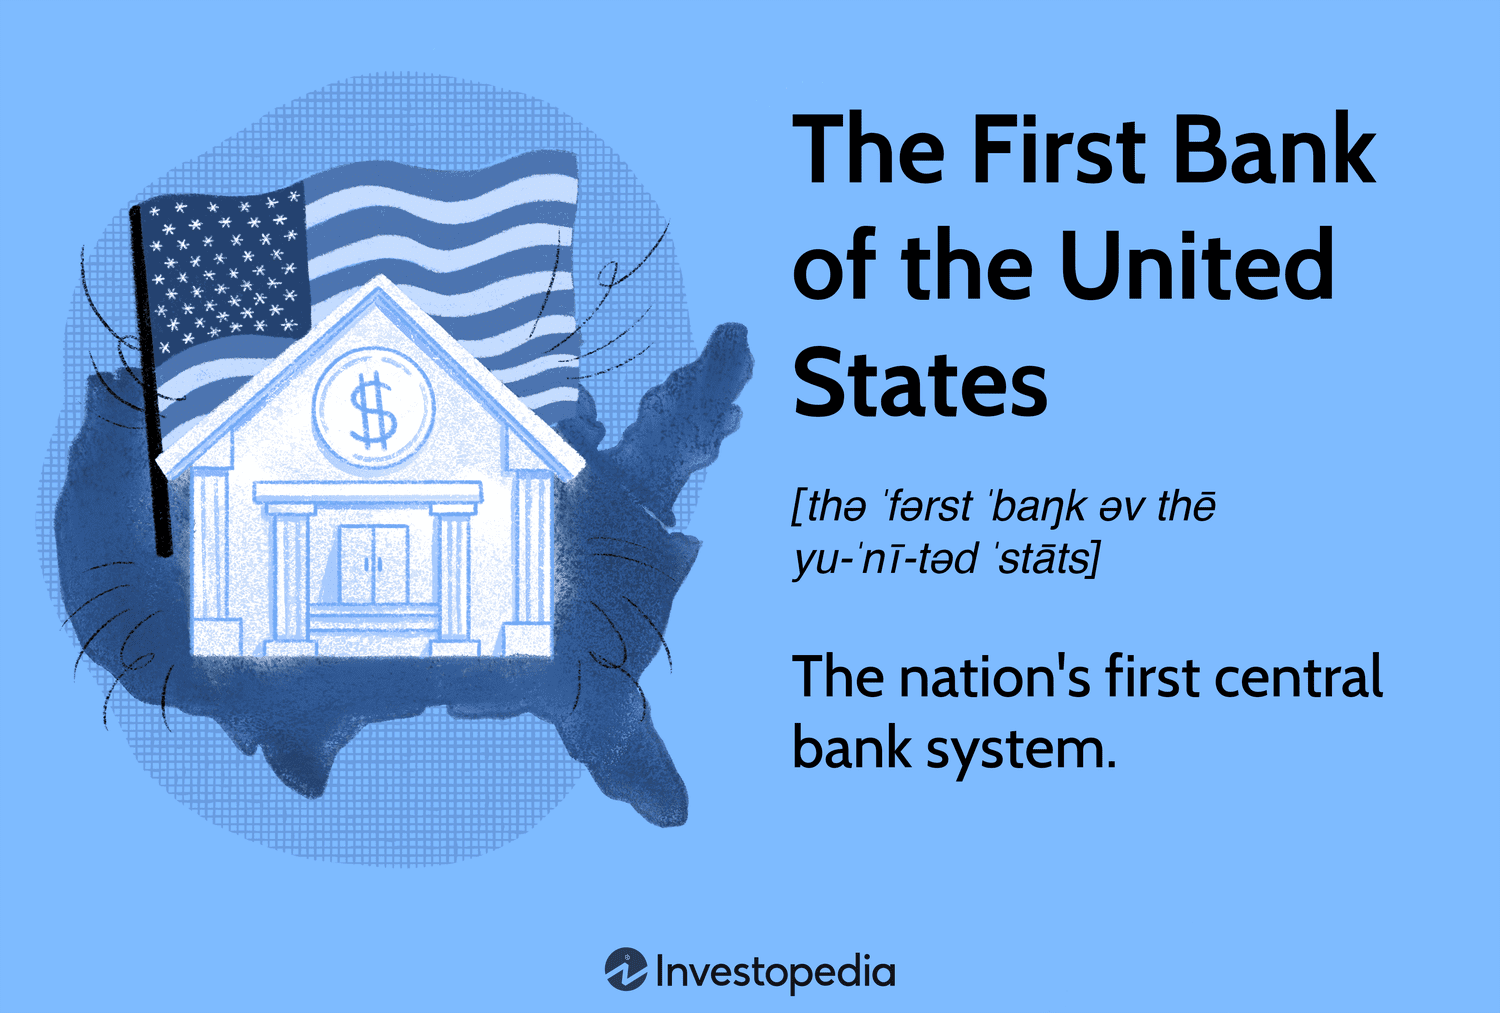 The First Bank
of the United
States
[thə ˈfərst ˈbaŋk əv thē
yu-ˈnī-təd ˈstāts]
The nation's first central
bank system.
$
Investopedia